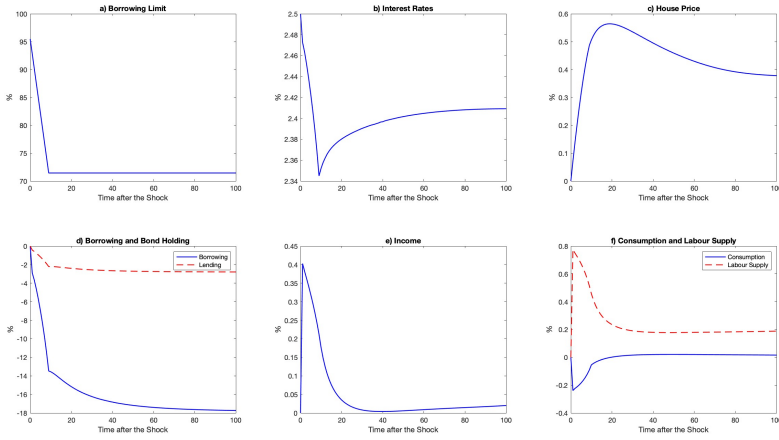 a) Borrowing Limit
100
95
90
85
80
75
70
%
0 20 40 60 80 100
Time after the Shock
b) Interest Rates
2.5
2.48
2.46
2.44
2.42
2.4
2.38
2.36
2.34
%
0 20 40 60 80 100
Time after the Shock
c) House Price
0.6
0.5
0.4
0.3
0.2
0.1
0
%
0 20 40 60 80 100
Time after the Shock
d) Borrowing and Bond Holding
0
-2
-4
-6
-8
-10
-12
-14
-16
-18
%
Borrowing
Lending
0 20 40 60 80 100
Time after the Shock
e) Income
0.45
0.4
0.35
0.3
0.25
0.2
0.15
0.1
0.05
0
%
0 20 40 60 80 100
Time after the Shock
f) Consumption and Labour Supply
0.8
0.6
0.4
0.2
0
-0.2
-0.4
%
Consumption
Labour Supply
0 20 40 60 80 100
Time after the Shock